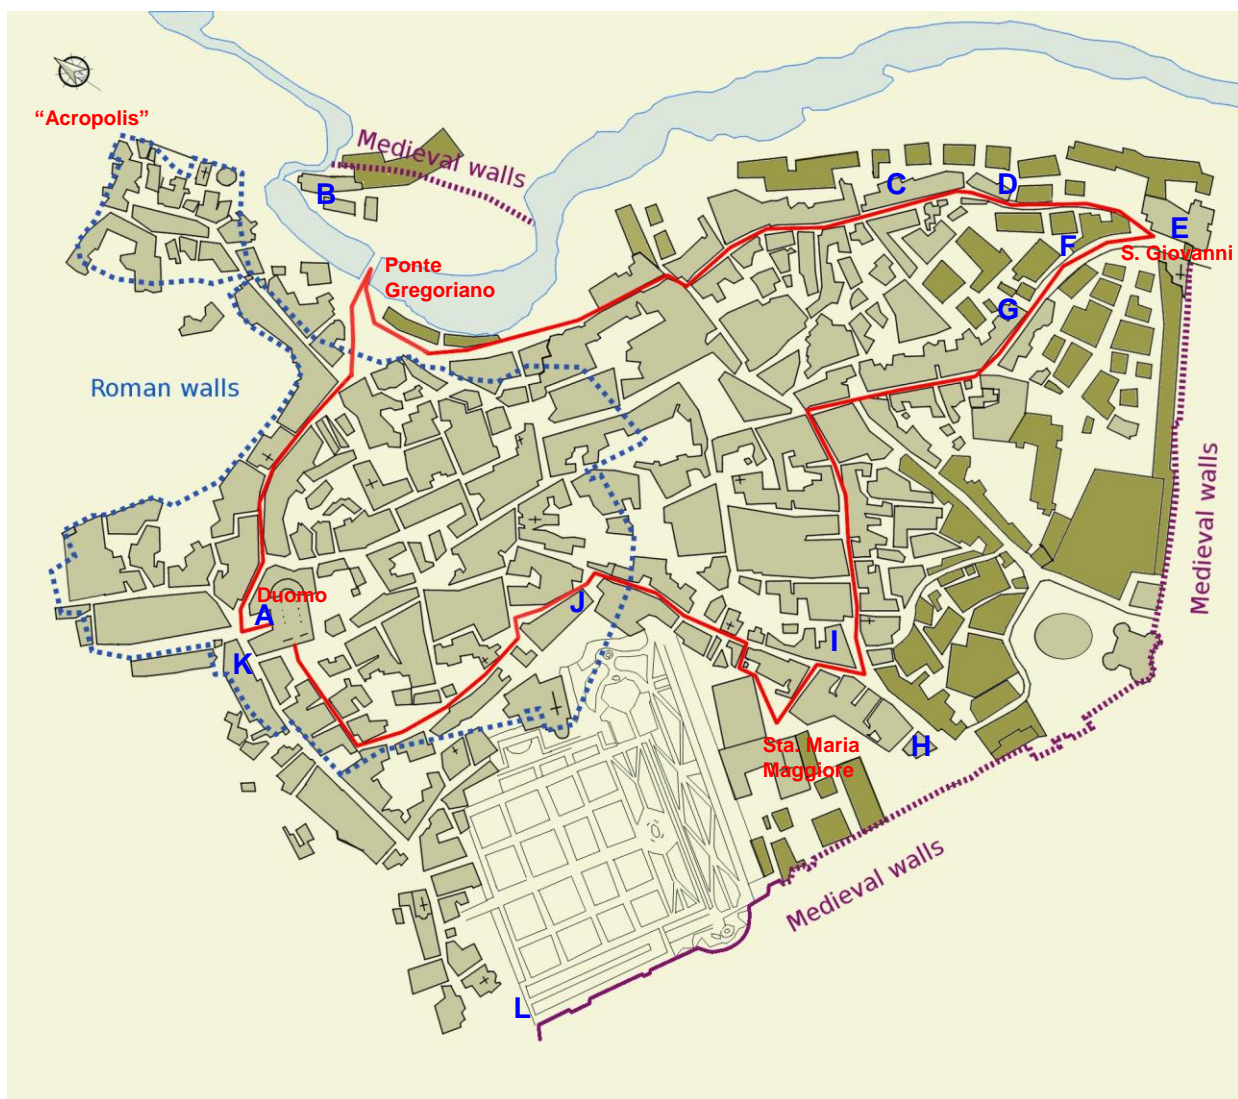 “Acropolis”
Medieval walls
B
C
D
E
F
S. Giovanni
Ponte
Gregoriano
G
Roman walls
Medieval walls
Duomo
A
J
K
I
H
Sta. Maria
Maggiore
Medieval walls
L